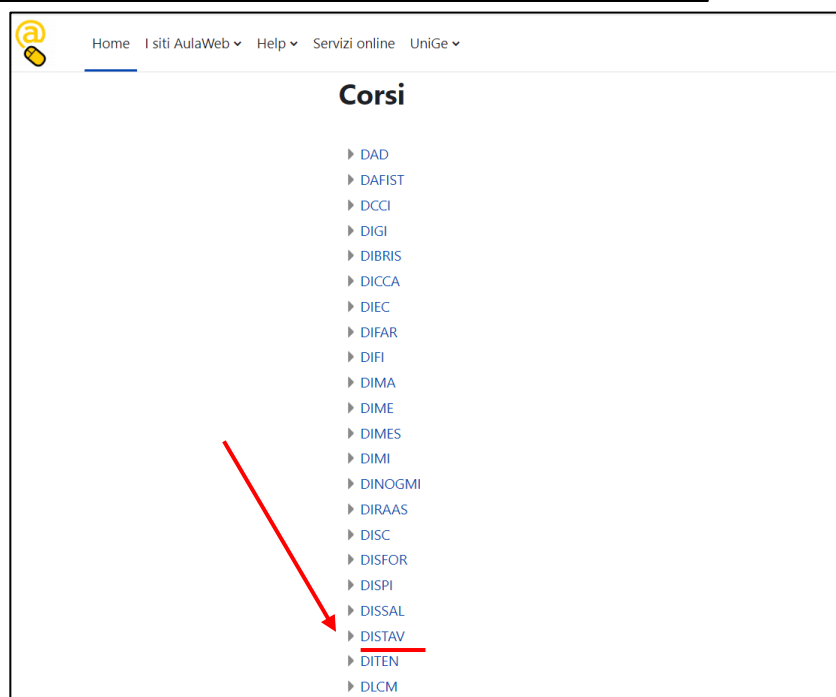 Home I siti AulaWeb Help Servizi online UniGe
Corsi
DAD
DAFIST
DCCI
DIGI
DIBRIS
DICCA
DIEC
DIFAR
DIFI
DIMA
DIME
DIMES
DIMI
DINOGMI
DIRAAS
DISC
DISFOR
DISPI
DISSAL
DISTAV
DITEN
DLCM